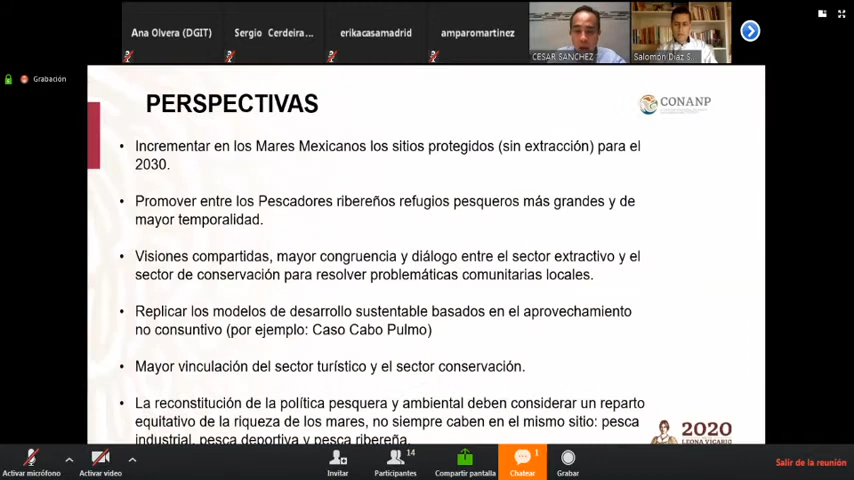 Ana Olvera (DGIT)
Sergio Cerdeira...
erikacasamadrid
amparomartinez
CESAR SANCHEZ
Salomón Díaz S...
Grabación
PERSPECTIVAS
CONANP
• Incrementar en los Mares Mexicanos los sitios protegidos (sin extracción) para el
2030.
• Promover entre los Pescadores ribereños refugios pesqueros más grandes y de
mayor temporalidad.
• Visiones compartidas, mayor congruencia y diálogo entre el sector extractivo y el
sector de conservación para resolver problemáticas comunitarias locales.
• Replicar los modelos de desarrollo sustentable basados en el aprovechamiento
no consuntivo (por ejemplo: Caso Cabo Pulmo)
• Mayor vinculación del sector turístico y el sector conservación.
• La reconstitución de la política pesquera y ambiental deben considerar un reparto
equitativo de la riqueza de los mares, no siempre caben en el mismo sitio: pesca
industrial, pesca deportiva y pesca ribereña.
2020
LEONA VICARIO
14
1
Activar micrófono
Activar video
Invitar
Participantes
Compartir pantalla
Chatear
Grabar
Salir de la reunión